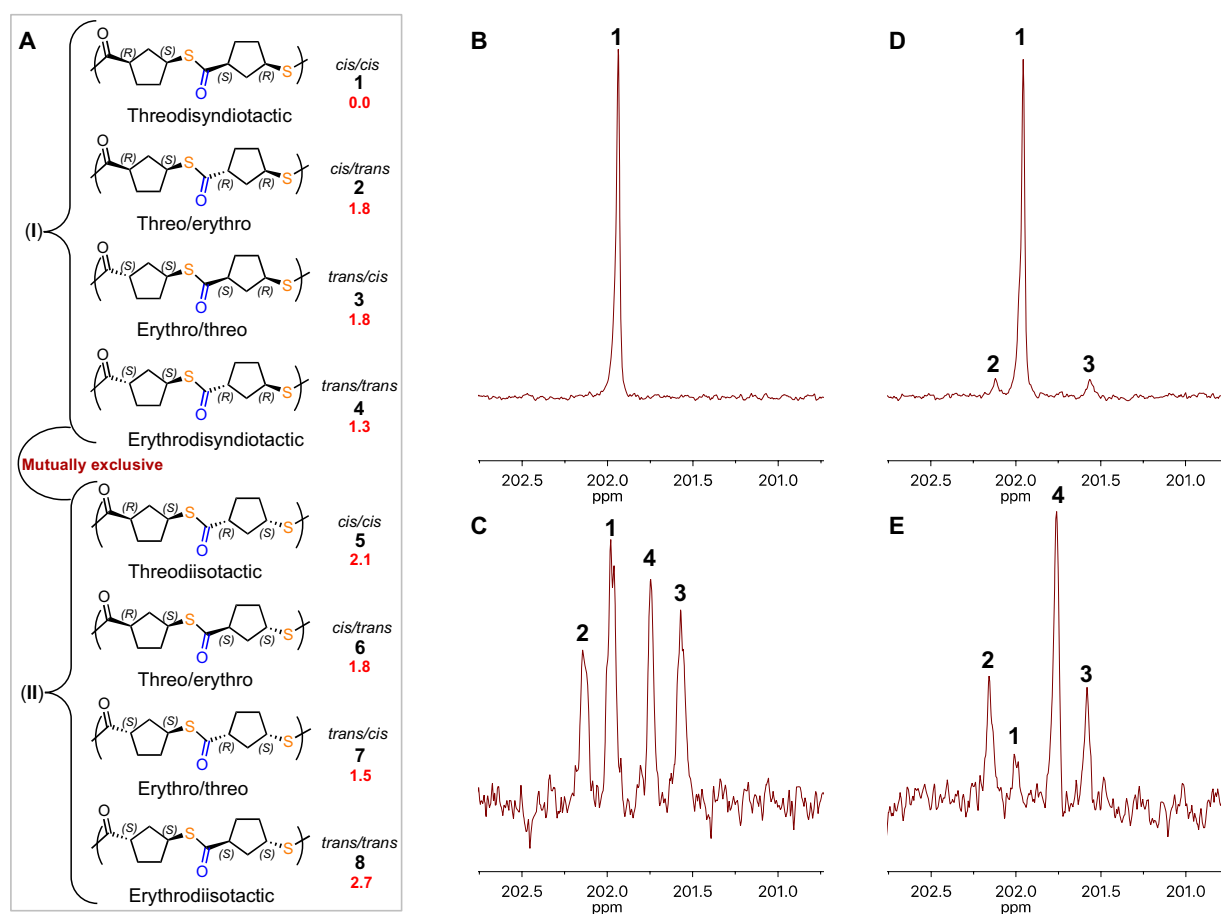 A
O
(R)
(S)
S
O
(S)
(R)
S
cis/cis
1
0.0
Threodisyndiotactic
O
(R)
(S)
S
O
(R)
(R)
S
cis/trans
2
1.8
Threo/erythro
(I)
O
(S)
(S)
S
O
(S)
(R)
S
trans/cis
3
1.8
Erythro/threo
O
(S)
(S)
S
O
(R)
(R)
S
trans/trans
4
1.3
Erythrodisyndiotactic
Mutually exclusive
O
(R)
(S)
S
O
(R)
(S)
S
cis/cis
5
2.1
Threodiisotactic
O
(R)
(S)
S
O
(S)
(S)
S
cis/trans
6
1.8
Threo/erythro
(II)
O
(S)
(S)
S
O
(R)
(S)
S
trans/cis
7
1.5
Erythro/threo
O
(S)
(S)
S
O
(S)
(S)
S
trans/trans
8
2.7
Erythrodiisotactic
B
1
202.5 202.0 201.5 201.0
ppm
D
1
2
3
202.5 202.0 201.5 201.0
ppm
C
1
4
3
2
202.5 202.0 201.5 201.0
ppm
E
4
2
3
1
202.5 202.0 201.5 201.0
ppm